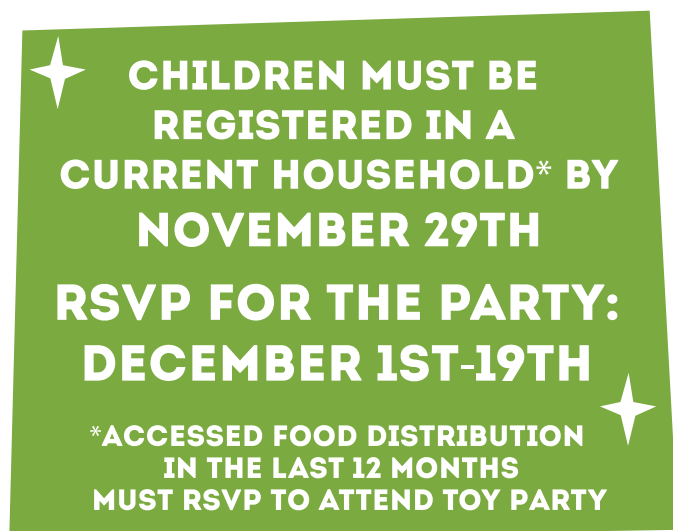 CHILDREN MUST BE
REGISTERED IN A
CURRENT HOUSEHOLD* BY
NOVEMBER 29TH
RSVP FOR THE PARTY:
DECEMBER 1ST-19TH
*ACCESSED FOOD DISTRIBUTION
IN THE LAST 12 MONTHS
MUST RSVP TO ATTEND TOY PARTY